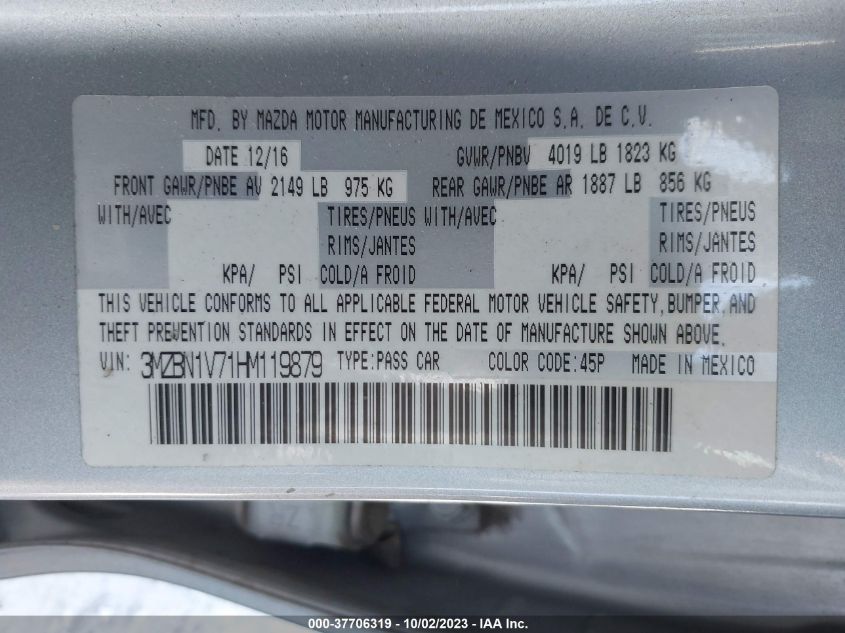 MFD. BY MAZDA MOTOR MANUFACTURING DE MEXICO S.A. DE C.V.
DATE 12/16 GVWR/PNBV 4019 LB 1823 KG
FRONT GAWR/PNBE AV 2149 LB 975 KG REAR GAWR/PNBE AR 1887 LB 856 KG
WITH/AVEC TIRES/PNEUS WITH/AVEC TIRES/PNEUS
RIMS/JANTES RIMS/JANTES
KPA/ PSI COLD/A FROID KPA/ PSI COLD/A FROID
THIS VEHICLE CONFORMS TO ALL APPLICABLE FEDERAL MOTOR VEHICLE SAFETY, BUMPER, AND
THEFT PREVENTION STANDARDS IN EFFECT ON THE DATE OF MANUFACTURE SHOWN ABOVE.
VIN: 3MZBN1V71HM119879 TYPE:PASS CAR COLOR CODE:45P MADE IN MEXICO
000-37706319 - 10/02/2023 - IAA Inc.